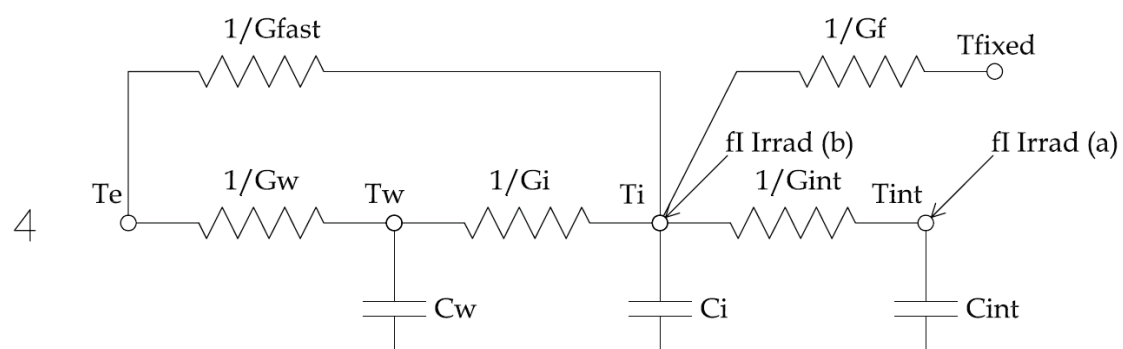 1/Gfast
1/Gf
Tfixed
fI Irrad (b)
fI Irrad (a)
Te
1/Gw
Tw
1/Gi
Ti
1/Gint
Tint
4
Cw
Ci
Cint